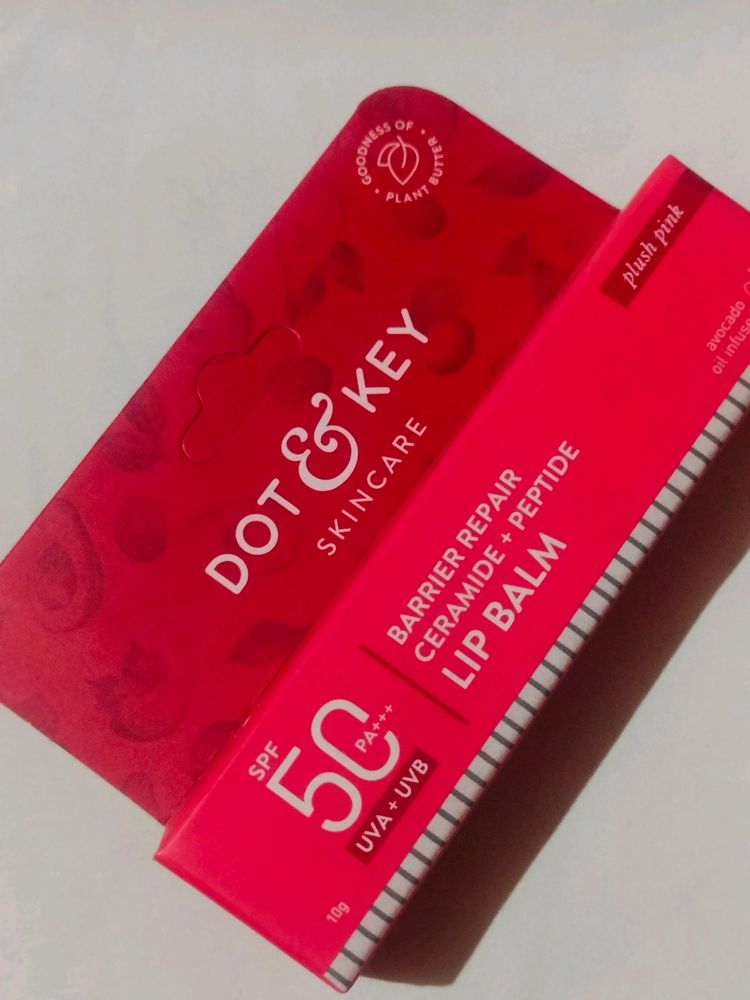 GOODNESS OF • PLANT BUTTER •
DOT & KEY
SKINCARE
plush pink
avocado
oil
BARRIER REPAIR
CERAMIDE + PEPTIDE
LIP BALM
SPF
50
PA+++
UVA + UVB
10g